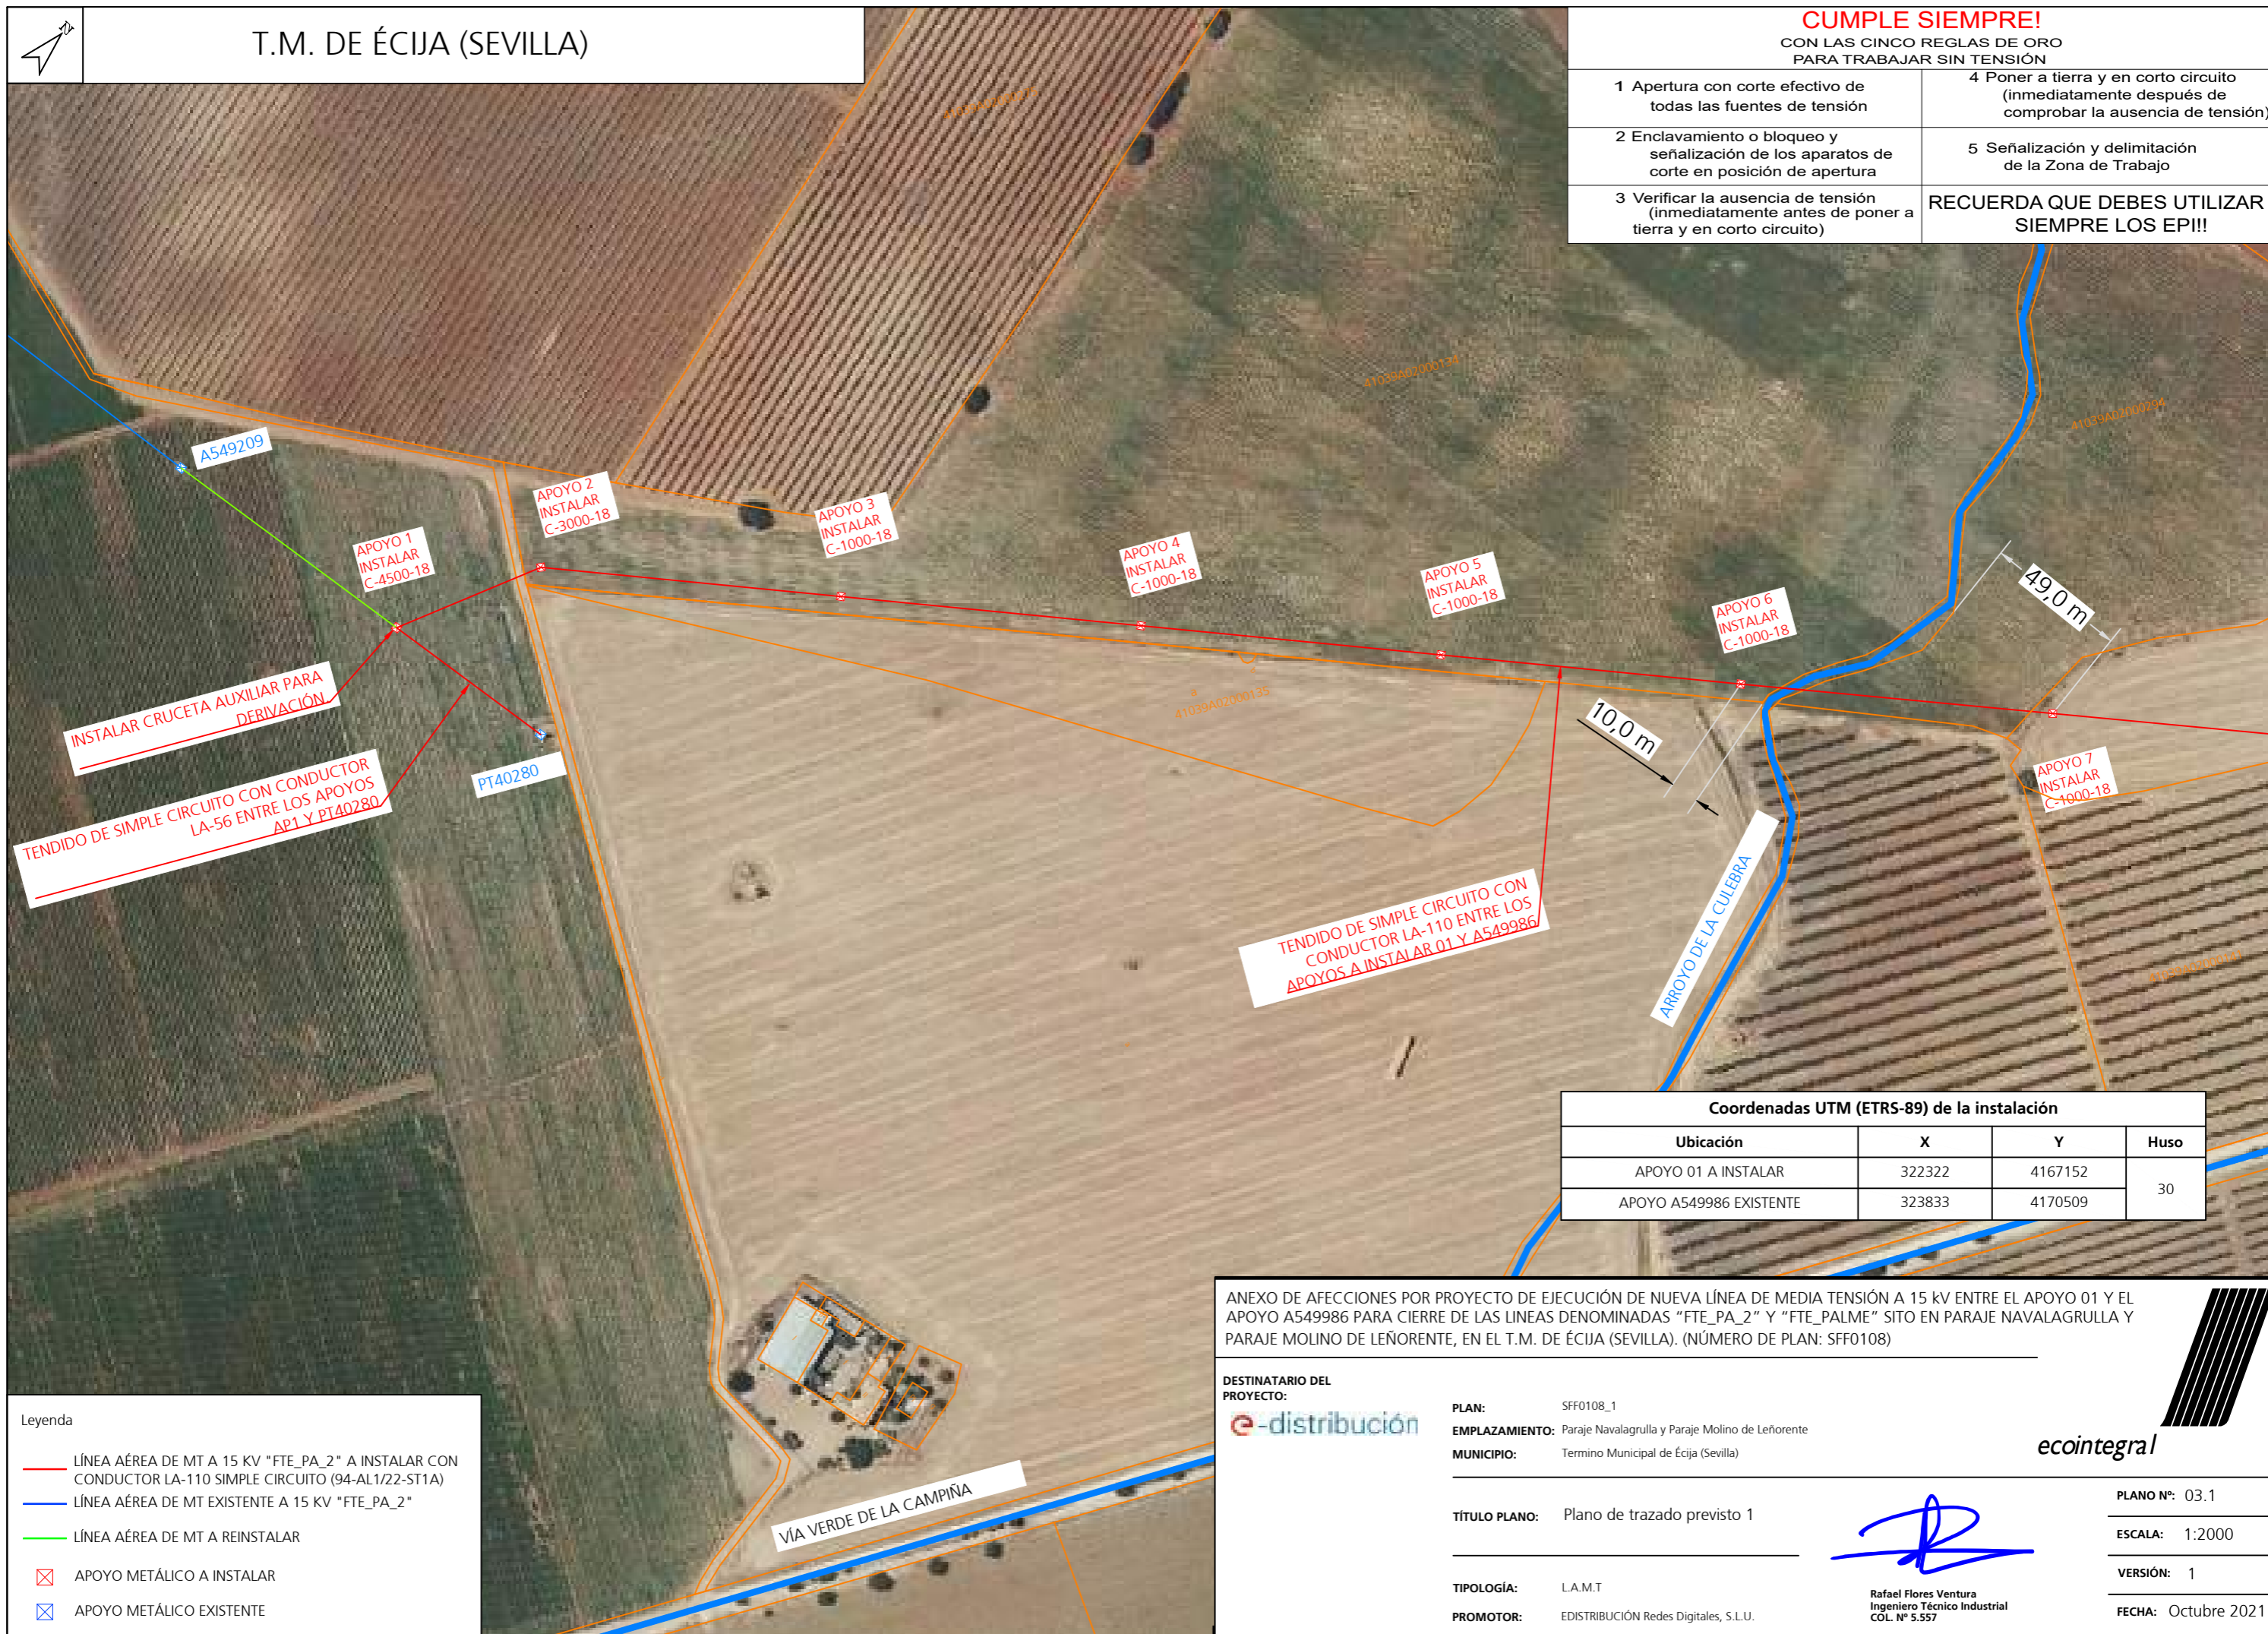 T.M. DE ÉCIJA (SEVILLA)
CUMPLE SIEMPRE!
CON LAS CINCO REGLAS DE ORO
PARA TRABAJAR SIN TENSIÓN
1 Apertura con corte efectivo de
todas las fuentes de tensión
4 Poner a tierra y en corto circuito
(inmediatamente después de
comprobar la ausencia de tensión)
2 Enclavamiento o bloqueo y
señalización de los aparatos de
corte en posición de apertura
5 Señalización y delimitación
de la Zona de Trabajo
3 Verificar la ausencia de tensión
(inmediatamente antes de poner a
tierra y en corto circuito)
RECUERDA QUE DEBES UTILIZAR
SIEMPRE LOS EPI!!
41039A02000134
41039A02000294
A549209
APOYO 1
INSTALAR
C-4500-18
APOYO 2
INSTALAR
C-3000-18
APOYO 3
INSTALAR
C-1000-18
APOYO 4
INSTALAR
C-1000-18
APOYO 5
INSTALAR
C-1000-18
APOYO 6
INSTALAR
C-1000-18
49,0 m
APOYO 7
INSTALAR
C-1000-18
10,0 m
a
41039A02000135
INSTALAR CRUCETA AUXILIAR PARA
DERIVACIÓN
TENDIDO DE SIMPLE CIRCUITO CON CONDUCTOR
LA-56 ENTRE LOS APOYOS
AP1 Y PT40280
PT40280
TENDIDO DE SIMPLE CIRCUITO CON
CONDUCTOR LA-110 ENTRE LOS
APOYOS A INSTALAR 01 Y A549986
ARROYO DE LA CULEBRA
VÍA VERDE DE LA CAMPIÑA
Coordenadas UTM (ETRS-89) de la instalación
Ubicación X Y Huso
APOYO 01 A INSTALAR 322322 4167152
APOYO A549986 EXISTENTE 323833 4170509
30
Leyenda
LÍNEA AÉREA DE MT A 15 KV "FTE_PA_2" A INSTALAR CON
CONDUCTOR LA-110 SIMPLE CIRCUITO (94-AL1/22-ST1A)
LÍNEA AÉREA DE MT EXISTENTE A 15 KV "FTE_PA_2"
LÍNEA AÉREA DE MT A REINSTALAR
APOYO METÁLICO A INSTALAR
APOYO METÁLICO EXISTENTE
ANEXO DE AFECCIONES POR PROYECTO DE EJECUCIÓN DE NUEVA LÍNEA DE MEDIA TENSIÓN A 15 kV ENTRE EL APOYO 01 Y EL
APOYO A549986 PARA CIERRE DE LAS LINEAS DENOMINADAS "FTE_PA_2" Y "FTE_PALME" SITO EN PARAJE NAVALAGRULLA Y
PARAJE MOLINO DE LEÑORENTE, EN EL T.M. DE ÉCIJA (SEVILLA). (NÚMERO DE PLAN: SFF0108)
DESTINATARIO DEL
PROYECTO:
e-distribución
PLAN: SFF0108_1
EMPLAZAMIENTO: Paraje Navalagrulla y Paraje Molino de Leñorente
MUNICIPIO: Termino Municipal de Écija (Sevilla)
ecointegral
TÍTULO PLANO: Plano de trazado previsto 1
TIPOLOGÍA: L.A.M.T
PROMOTOR: EDISTRIBUCIÓN Redes Digitales, S.L.U.
Rafael Flores Ventura
Ingeniero Técnico Industrial
COL. Nº 5.557
PLANO Nº: 03.1
ESCALA: 1:2000
VERSIÓN: 1
FECHA: Octubre 2021